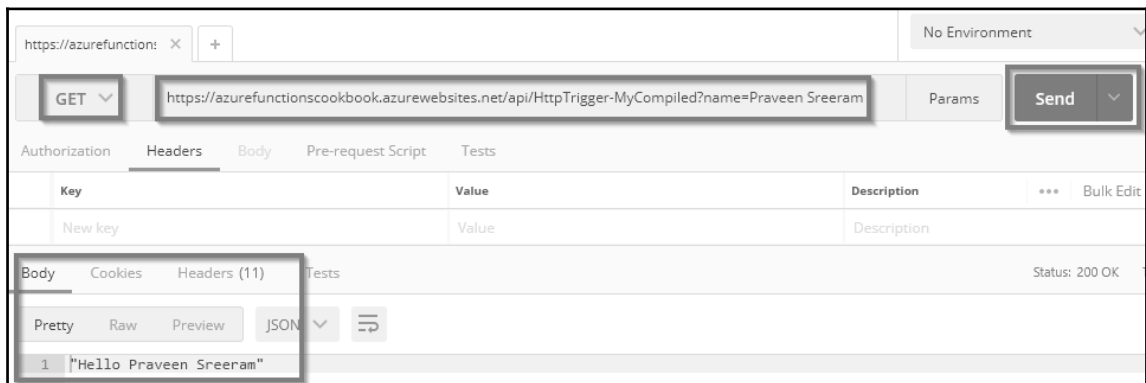 https://azurefunction: × +
No Environment
GET https://azurefunctionscookbook.azurewebsites.net/api/HttpTrigger-MyCompiled?name=Praveen Sreeram Params Send
Authorization Headers Body Pre-request Script Tests
Key Value Description ••• Bulk Edit
New key Value Description
Body Cookies Headers (11) Tests Status: 200 OK
Pretty Raw Preview JSON
1 "Hello Praveen Sreeram"